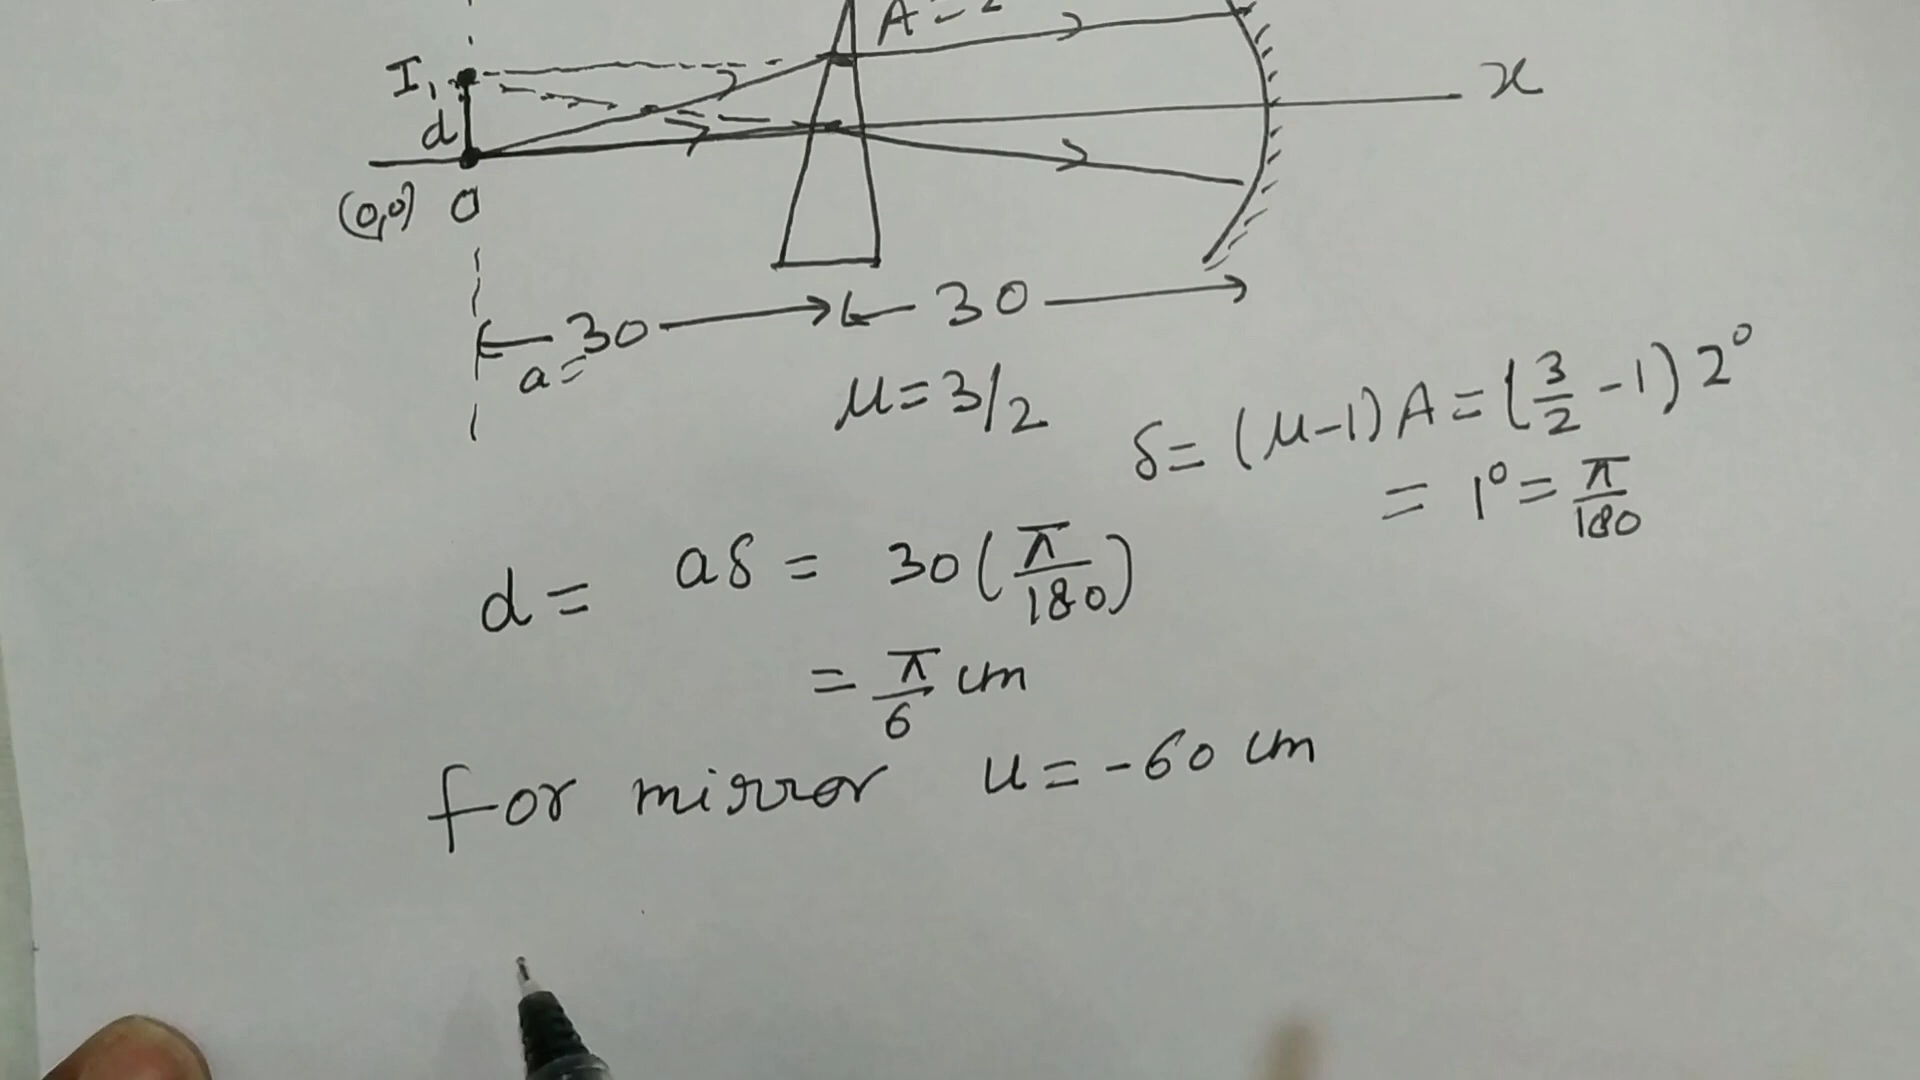 A = 2
I₁
x
d
(0,0) O
30 30
a =
μ = 3/2
δ = (μ-1) A = (3/2 - 1) 2°
= 1° = π/180
d = aδ = 30 (π/180)
= π/6 cm
for mirror u = -60 cm